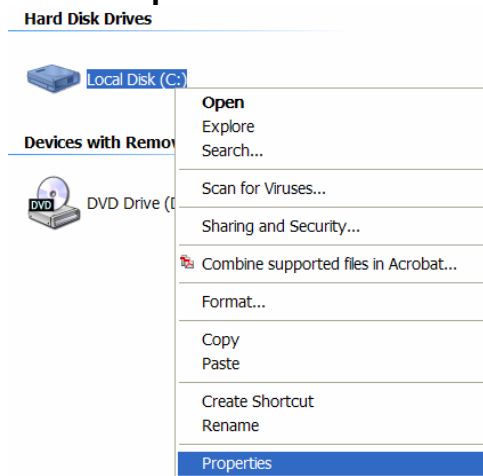 Hard Disk Drives
Local Disk (C:)
Open
Explore
Devices with Remov
Search...
Scan for Viruses...
DVD
DVD Drive (
Sharing and Security...
Combine supported files in Acrobat...
Format...
Copy
Paste
Create Shortcut
Rename
Properties